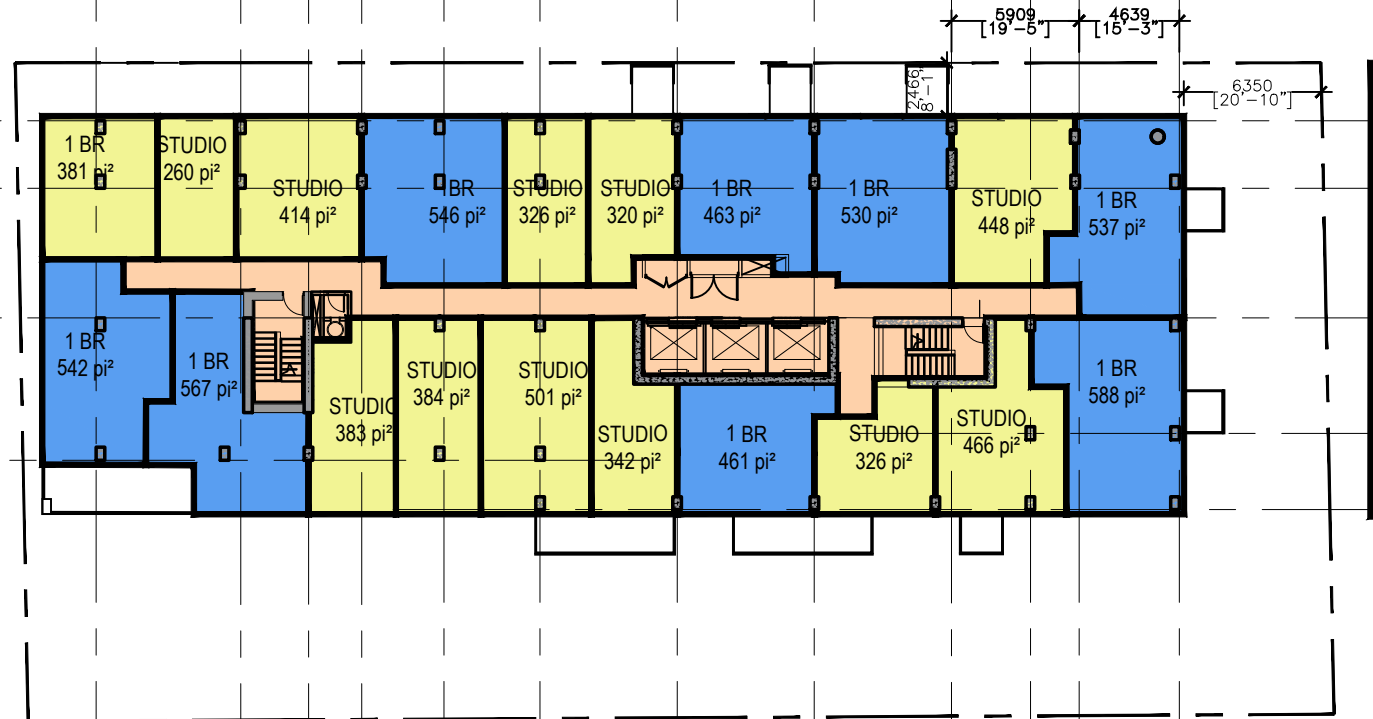 5909
[19'-5"]
4639
[15'-3"]
2466
8'-1"
6350
[20'-10"]
1 BR
381 pi²
STUDIO
260 pi²
STUDIO
414 pi²
1BR
546 pi²
STUDIO
326 pi²
STUDIO
320 pi²
1 BR
463 pi²
1 BR
530 pi²
STUDIO
448 pi²
1 BR
537 pi²
1 BR
542 pi²
1 BR
567 pi²
STUDIO
383 pi²
STUDIO
384 pi²
STUDIO
501 pi²
STUDIO
342 pi²
1 BR
461 pi²
STUDIO
326 pi²
STUDIO
466 pi²
1 BR
588 pi²